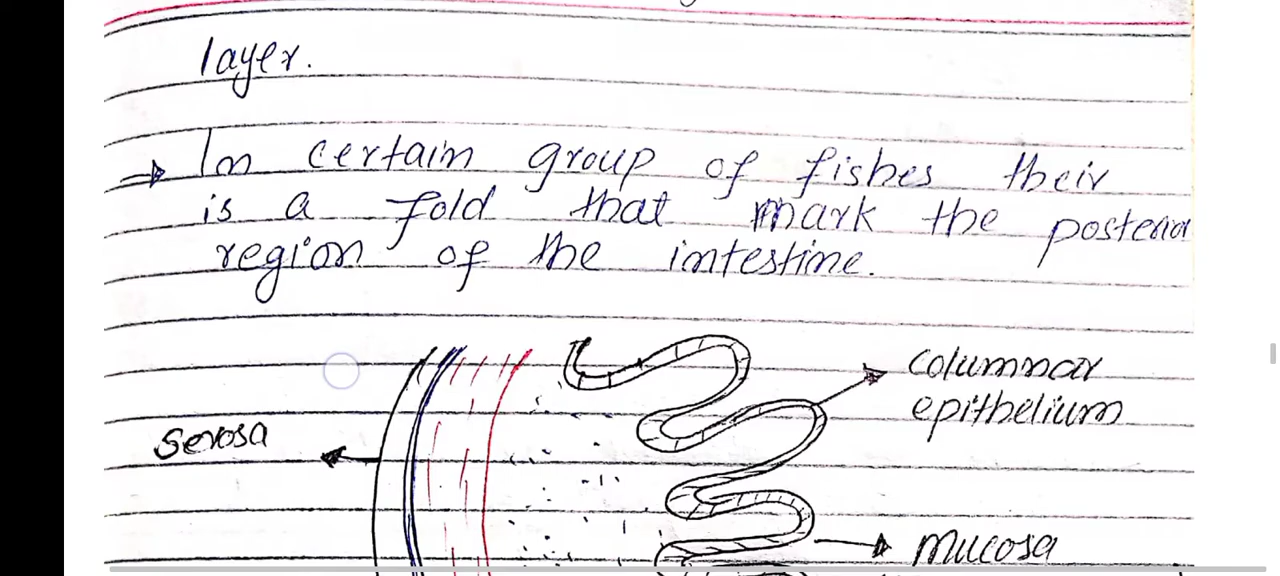 layer.
⇒ In certain group of fishes their
is a fold that mark the posterior
region of the intestine.
columnar
epithelium
serosa
mucosa